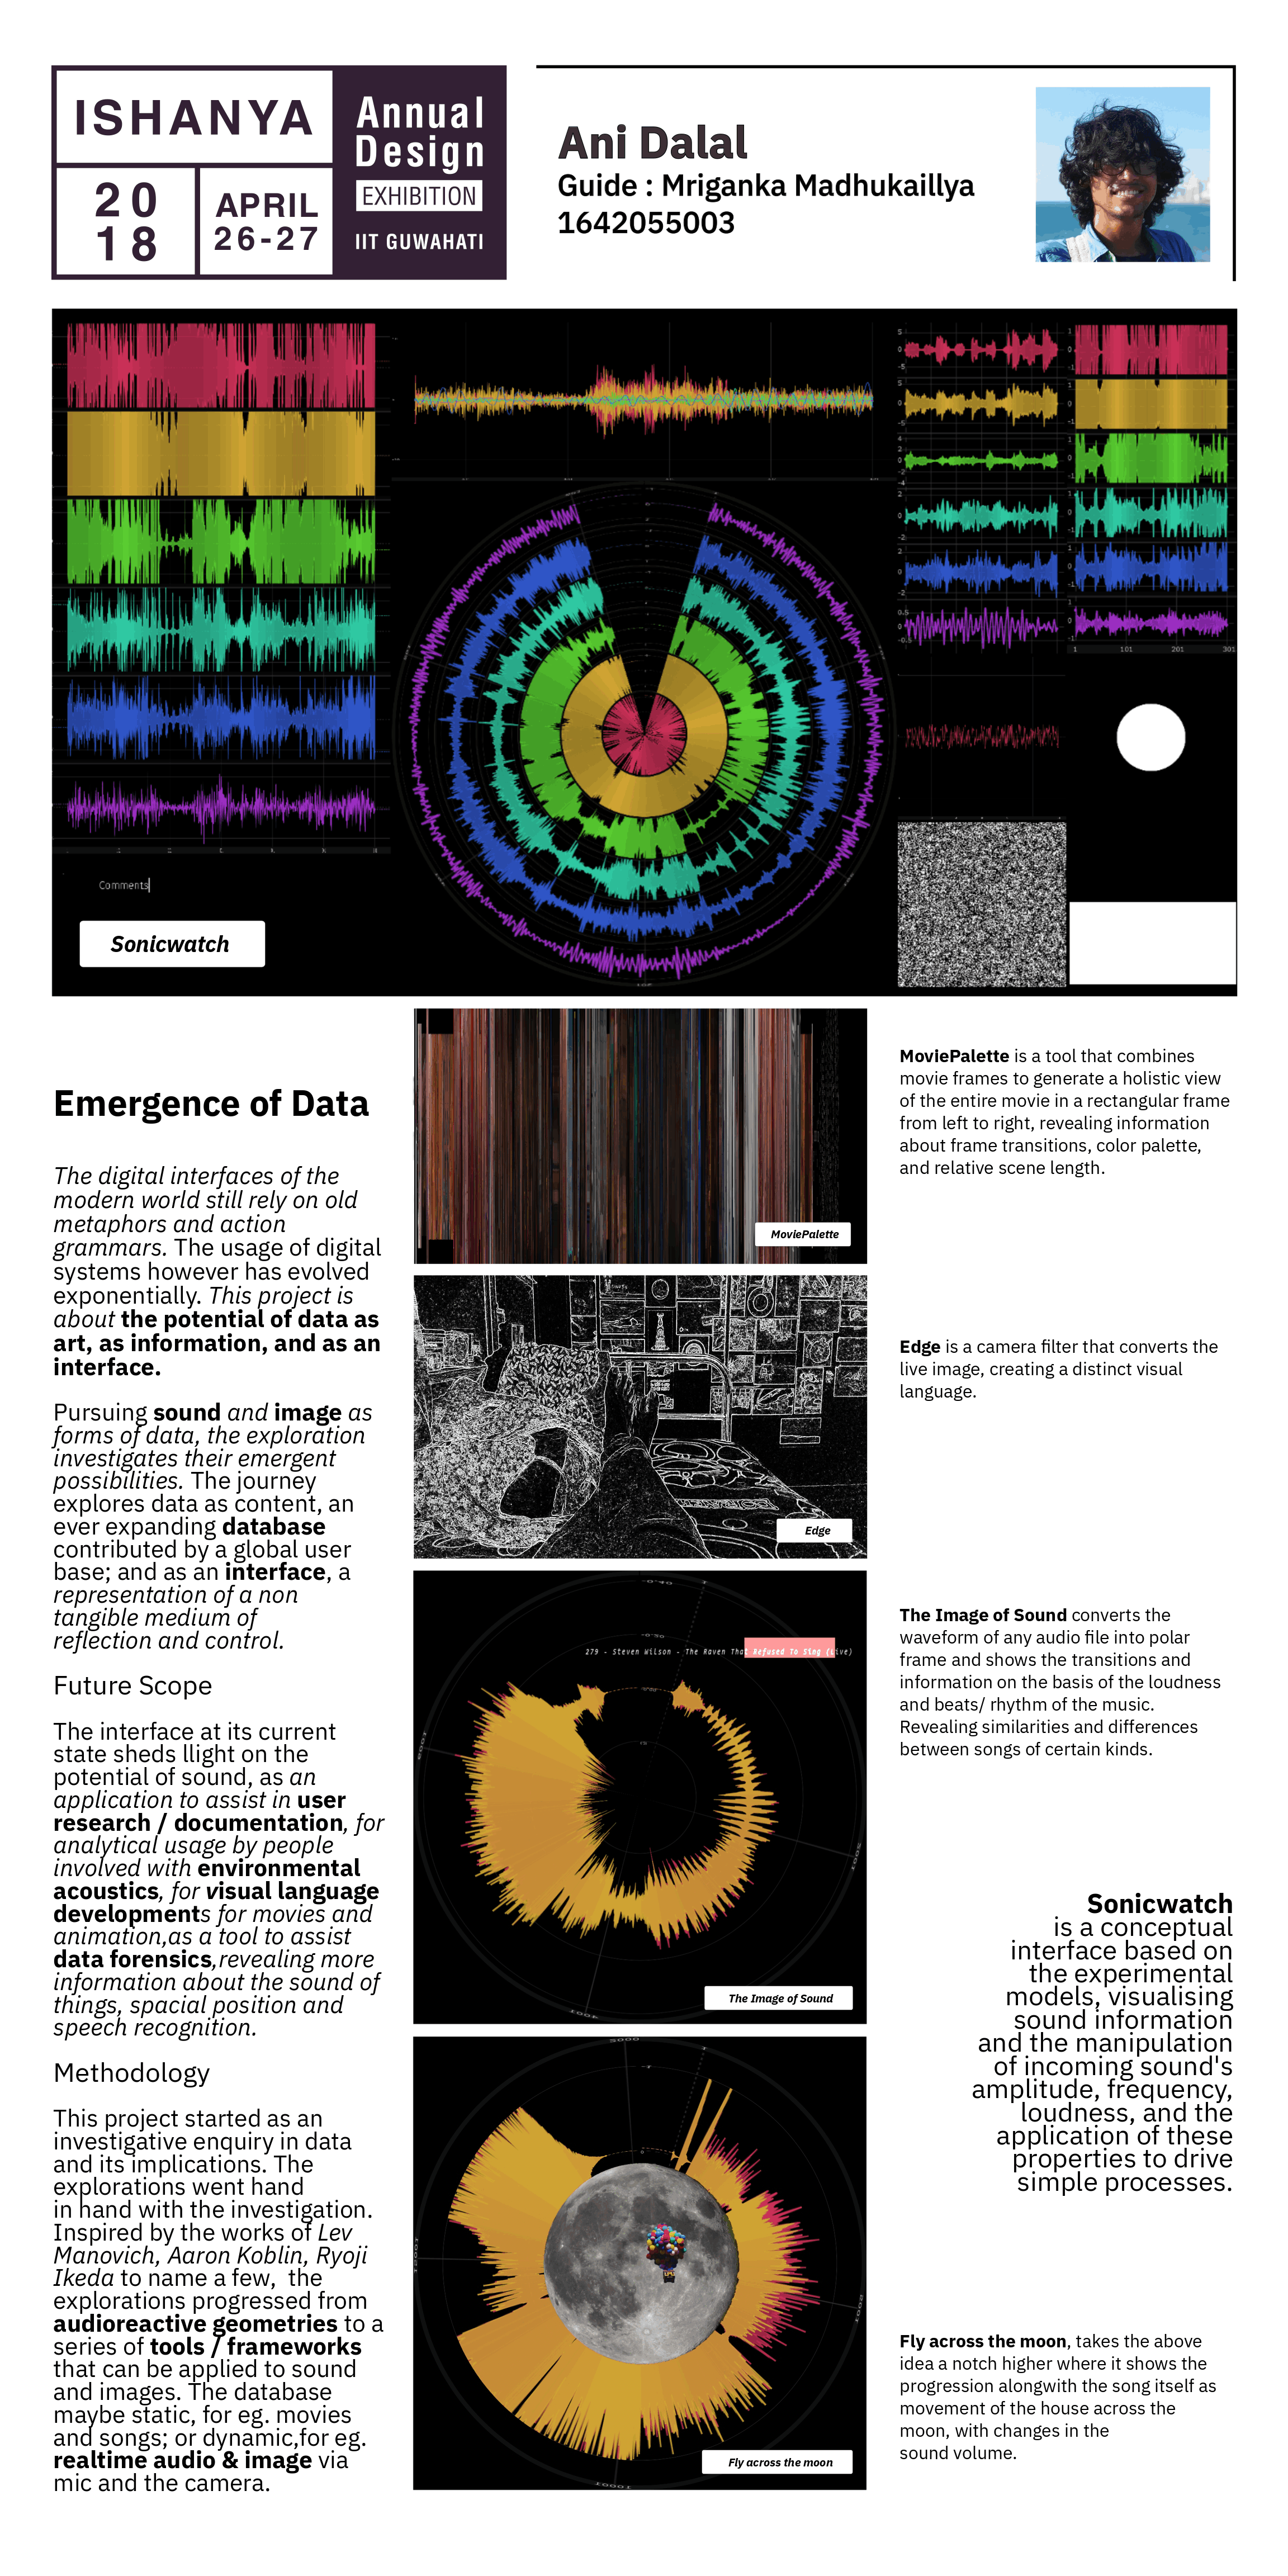 ISHANYA
20
18
APRIL
26-27
Annual
Design
EXHIBITION
IIT GUWAHATI
Ani Dalal
Guide : Mriganka Madhukaillya
1642055003
Comments
Sonicwatch
1 101 201 301
Emergence of Data
The digital interfaces of the
modern world still rely on old
metaphors and action
grammars. The usage of digital
systems however has evolved
exponentially. This project is
about the potential of data as
art, as information, and as an
interface.
Pursuing sound and image as
forms of data, the exploration
investigates their emergent
possibilities. The journey
explores data as content, an
ever expanding database
contributed by a global user
base; and as an interface, a
representation of a non
tangible medium of
reflection and control.
Future Scope
The interface at its current
state sheds llight on the
potential of sound, as an
application to assist in user
research / documentation, for
analytical usage by people
involved with environmental
acoustics, for visual language
developments for movies and
animation,as a tool to assist
data forensics,revealing more
information about the sound of
things, spacial position and
speech recognition.
Methodology
This project started as an
investigative enquiry in data
and its implications. The
explorations went hand
in hand with the investigation.
Inspired by the works of Lev
Manovich, Aaron Koblin, Ryoji
Ikeda to name a few,  the
explorations progressed from
audioreactive geometries to a
series of tools / frameworks
that can be applied to sound
and images. The database
maybe static, for eg. movies
and songs; or dynamic,for eg.
realtime audio & image via
mic and the camera.
MoviePalette
Edge
279 - Steven Wilson - The Raven That Refused To Sing (Live)
The Image of Sound
Fly across the moon
MoviePalette is a tool that combines
movie frames to generate a holistic view
of the entire movie in a rectangular frame
from left to right, revealing information
about frame transitions, color palette,
and relative scene length.
Edge is a camera filter that converts the
live image, creating a distinct visual
language.
The Image of Sound converts the
waveform of any audio file into polar
frame and shows the transitions and
information on the basis of the loudness
and beats/ rhythm of the music.
Revealing similarities and differences
between songs of certain kinds.
Sonicwatch
is a conceptual
interface based on
the experimental
models, visualising
sound information
and the manipulation
of incoming sound's
amplitude, frequency,
loudness, and the
application of these
properties to drive
simple processes.
Fly across the moon, takes the above
idea a notch higher where it shows the
progression alongwith the song itself as
movement of the house across the
moon, with changes in the
sound volume.